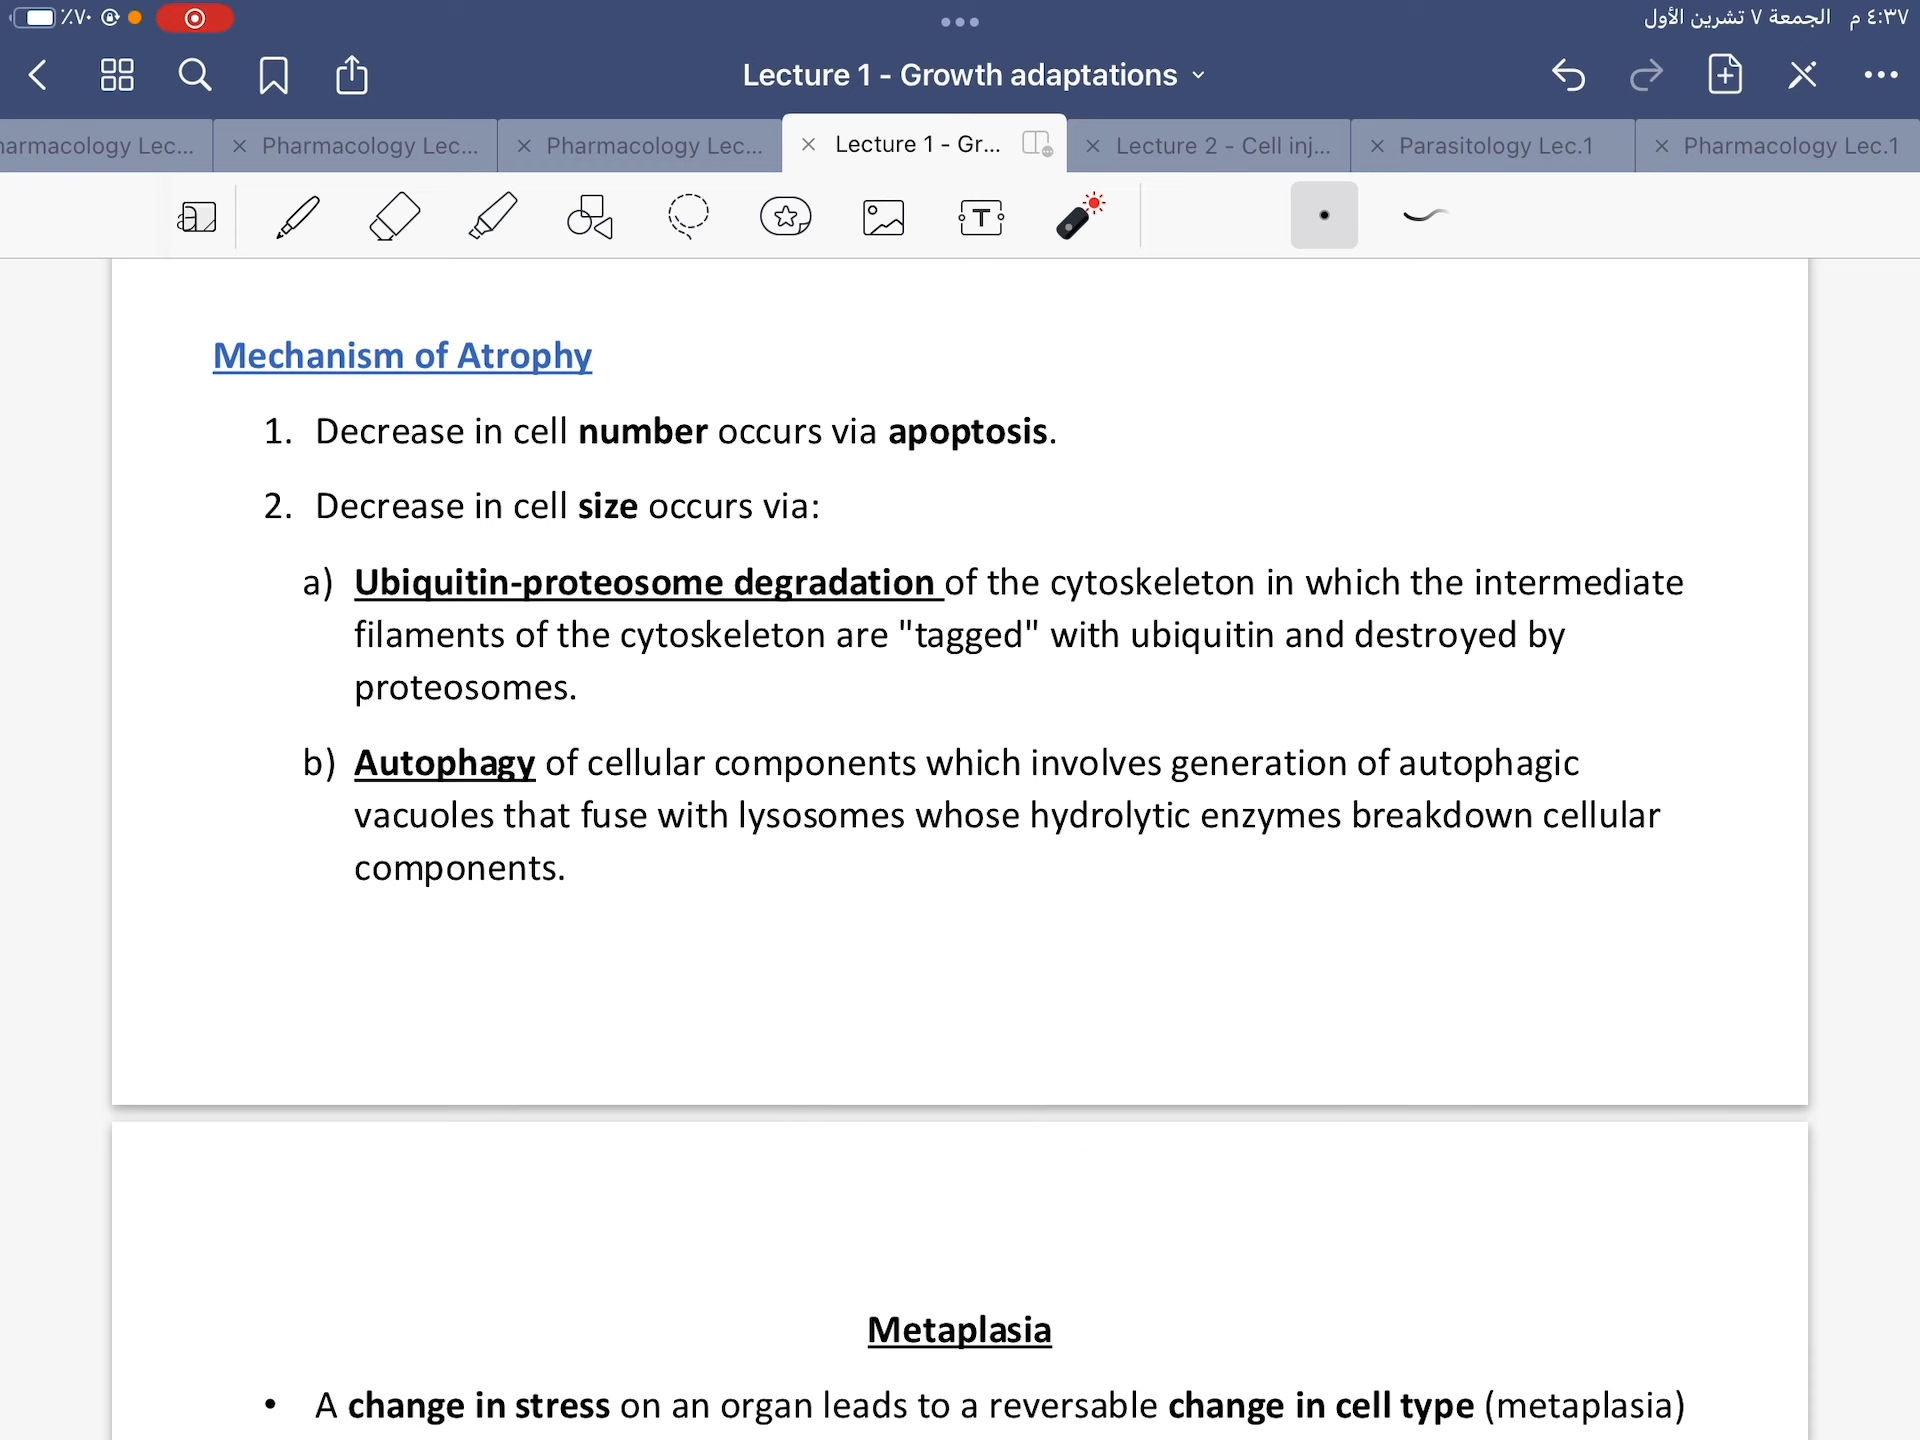 ٪٧٠
الجمعة ٧ تشرين الأول ٤:٣٧ م
Lecture 1 - Growth adaptations
armacology Lec...
Pharmacology Lec...
Pharmacology Lec...
Lecture 1 - Gr...
Lecture 2 - Cell inj...
Parasitology Lec.1
Pharmacology Lec.1
a
T
Mechanism of Atrophy
1. Decrease in cell number occurs via apoptosis.
2. Decrease in cell size occurs via:
a) Ubiquitin-proteosome degradation of the cytoskeleton in which the intermediate
filaments of the cytoskeleton are "tagged" with ubiquitin and destroyed by
proteosomes.
b) Autophagy of cellular components which involves generation of autophagic
vacuoles that fuse with lysosomes whose hydrolytic enzymes breakdown cellular
components.
Metaplasia
• A change in stress on an organ leads to a reversable change in cell type (metaplasia)